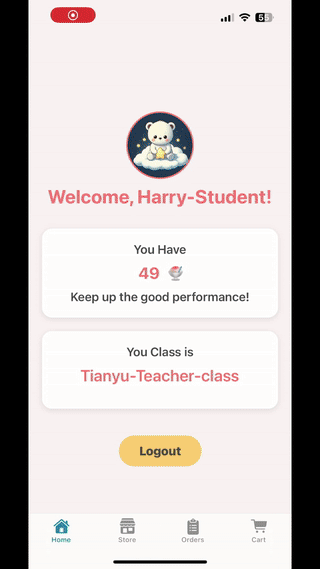 55
Welcome, Harry-Student!
You Have
49
Keep up the good performance!
You Class is
Tianyu-Teacher-class
Logout
Home
Store
Orders
Cart